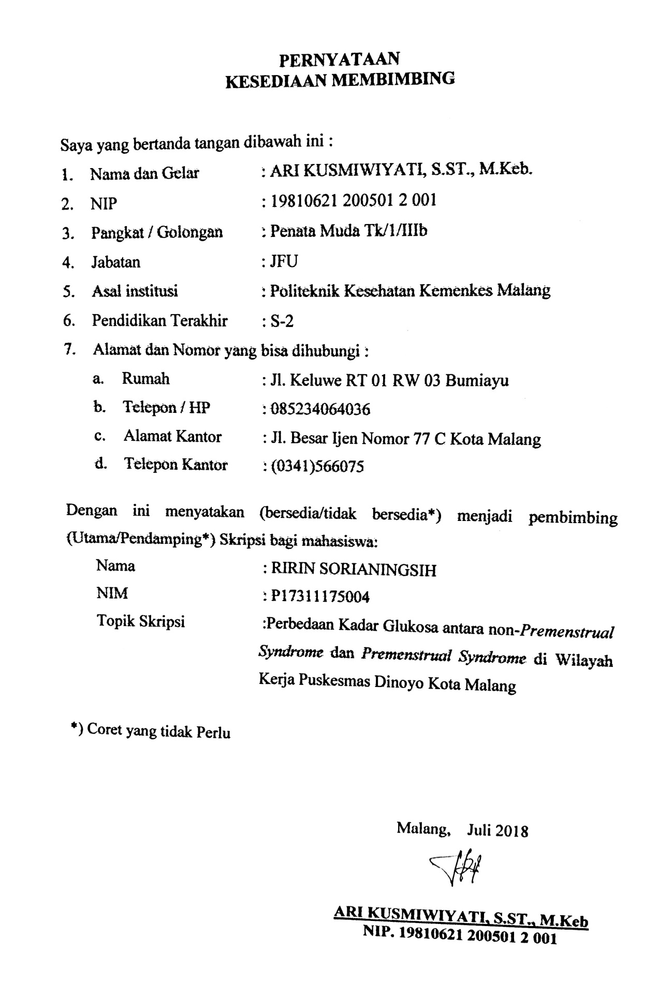 PERNYATAAN
KESEDIAAN MEMBIMBING
Saya yang bertanda tangan dibawah ini :
1. Nama dan Gelar : ARI KUSMIWIYATI, S.ST., M.Keb.
2. NIP : 19810621 200501 2 001
3. Pangkat / Golongan : Penata Muda Tk/1/IIIb
4. Jabatan : JFU
5. Asal institusi : Politeknik Kesehatan Kemenkes Malang
6. Pendidikan Terakhir : S-2
7. Alamat dan Nomor yang bisa dihubungi :
a. Rumah : Jl. Keluwe RT 01 RW 03 Bumiayu
b. Telepon / HP : 085234064036
c. Alamat Kantor : Jl. Besar Ijen Nomor 77 C Kota Malang
d. Telepon Kantor : (0341)566075
Dengan ini menyatakan (bersedia/tidak bersedia*) menjadi pembimbing
(Utama/Pendamping*) Skripsi bagi mahasiswa:
Nama : RIRIN SORIANINGSIH
NIM : P17311175004
Topik Skripsi :Perbedaan Kadar Glukosa antara non-Premenstrual
Syndrome dan Premenstrual Syndrome di Wilayah
Kerja Puskesmas Dinoyo Kota Malang
*) Coret yang tidak Perlu
Malang, Juli 2018
ARI KUSMIWIYATI, S.ST., M.Keb
NIP. 19810621 200501 2 001